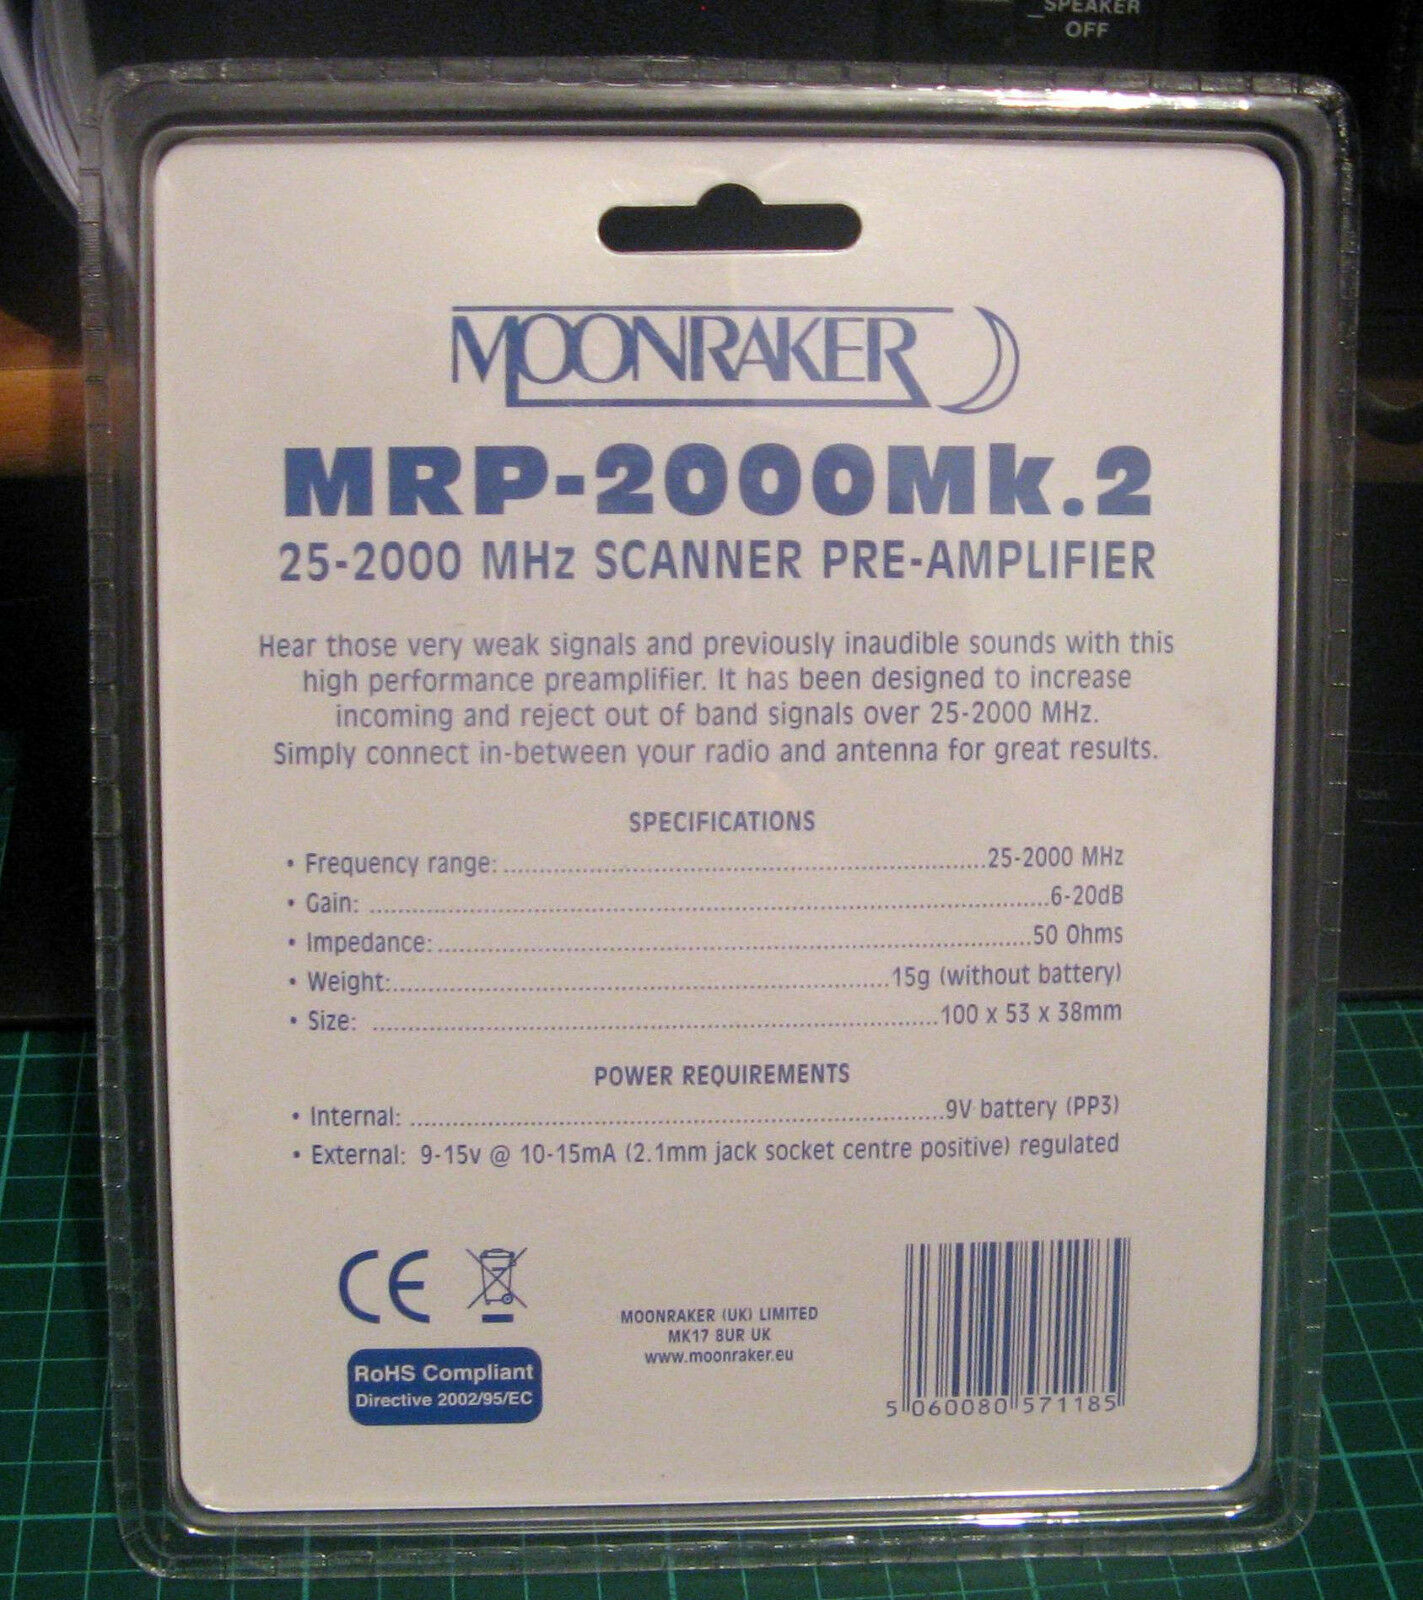 _SPEAKER
OFF
MOONRAKER
MRP-2000Mk.2
25-2000 MHz SCANNER PRE-AMPLIFIER
Hear those very weak signals and previously inaudible sounds with this
high performance preamplifier. It has been designed to increase
incoming and reject out of band signals over 25-2000 MHz.
Simply connect in-between your radio and antenna for great results.
SPECIFICATIONS
• Frequency range: ........................................................................ 25-2000 MHz
• Gain: ........................................................................ 6-20dB
• Impedance: ........................................................................ 50 Ohms
• Weight: ........................................................................ 15g (without battery)
• Size: ........................................................................ 100 x 53 x 38mm
POWER REQUIREMENTS
• Internal: ........................................................................ 9V battery (PP3)
• External: 9-15v @ 10-15mA (2.1mm jack socket centre positive) regulated
CE
RoHS Compliant
Directive 2002/95/EC
MOONRAKER (UK) LIMITED
MK17 8UR UK
www.moonraker.eu
5 060080 571185